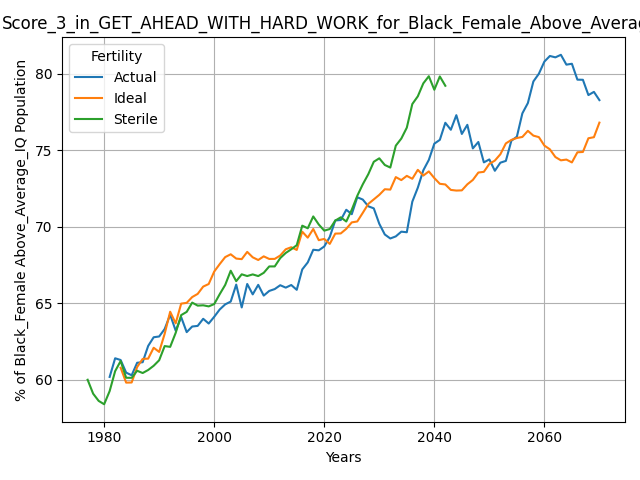 Score_3_in_GET_AHEAD_WITH_HARD_WORK_for_Black_Female_Above_Avera
Fertility
Actual
Ideal
Sterile
% of Black_Female Above_Average_IQ Population
80
75
70
65
60
1980
2000
2020
2040
2060
Years